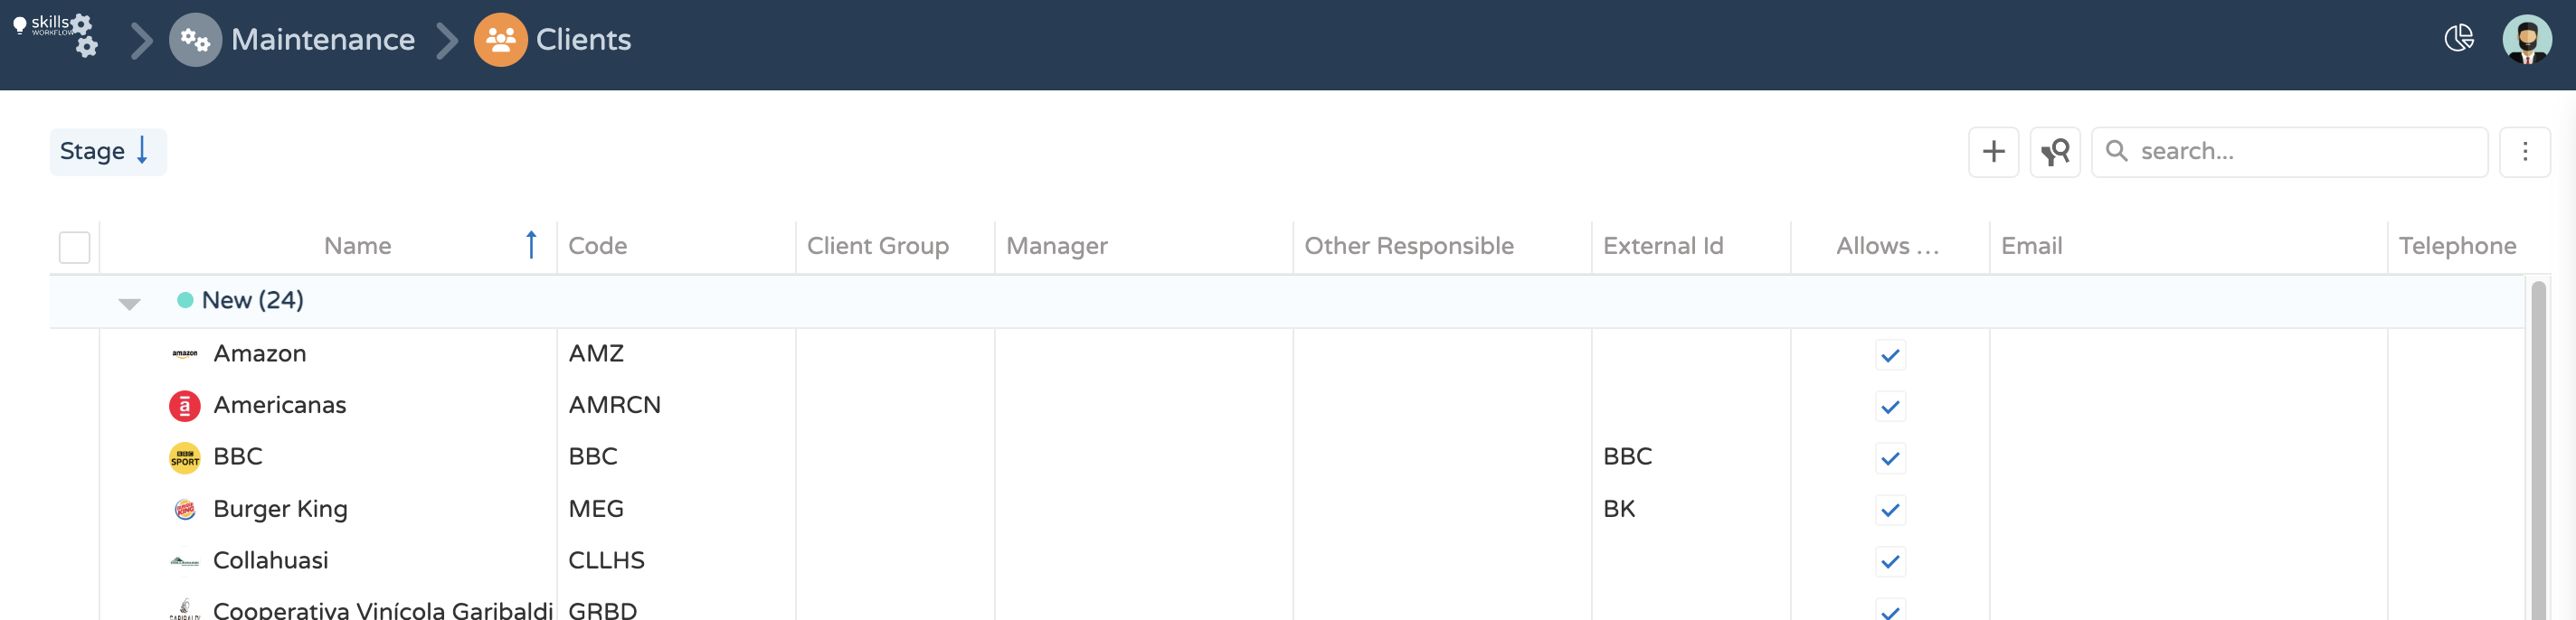 skills
WORKFLOW
Maintenance
Clients
Stage
search...
Name Code Client Group Manager Other Responsible External Id Allows ... Email Telephone
New (24)
amazon Amazon AMZ
a Americanas AMRCN
BBC SPORT BBC BBC BBC
BURGER KING Burger King MEG BK
Collahuasi CLLHS
Cooperativa Vinícola Garibaldi GRBD